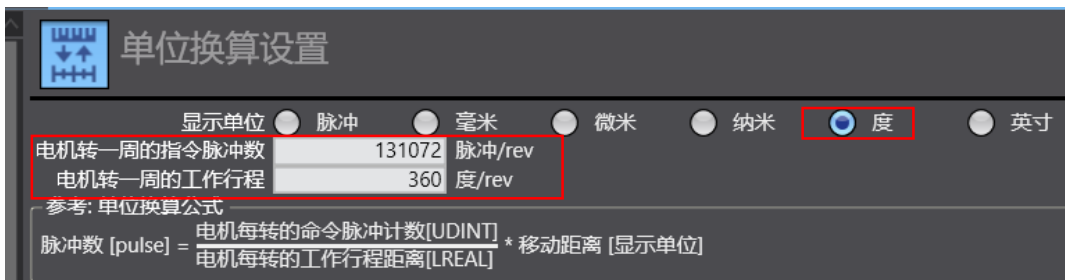 单位换算设置
显示单位 脉冲 毫米 微米 纳米 度 英寸
电机转一周的指令脉冲数 131072 脉冲/rev
电机转一周的工作行程 360 度/rev
参考: 单位换算公式
脉冲数 [pulse] = 电机每转的命令脉冲计数[UDINT] * 移动距离 [显示单位]
电机每转的工作行程距离[LREAL]